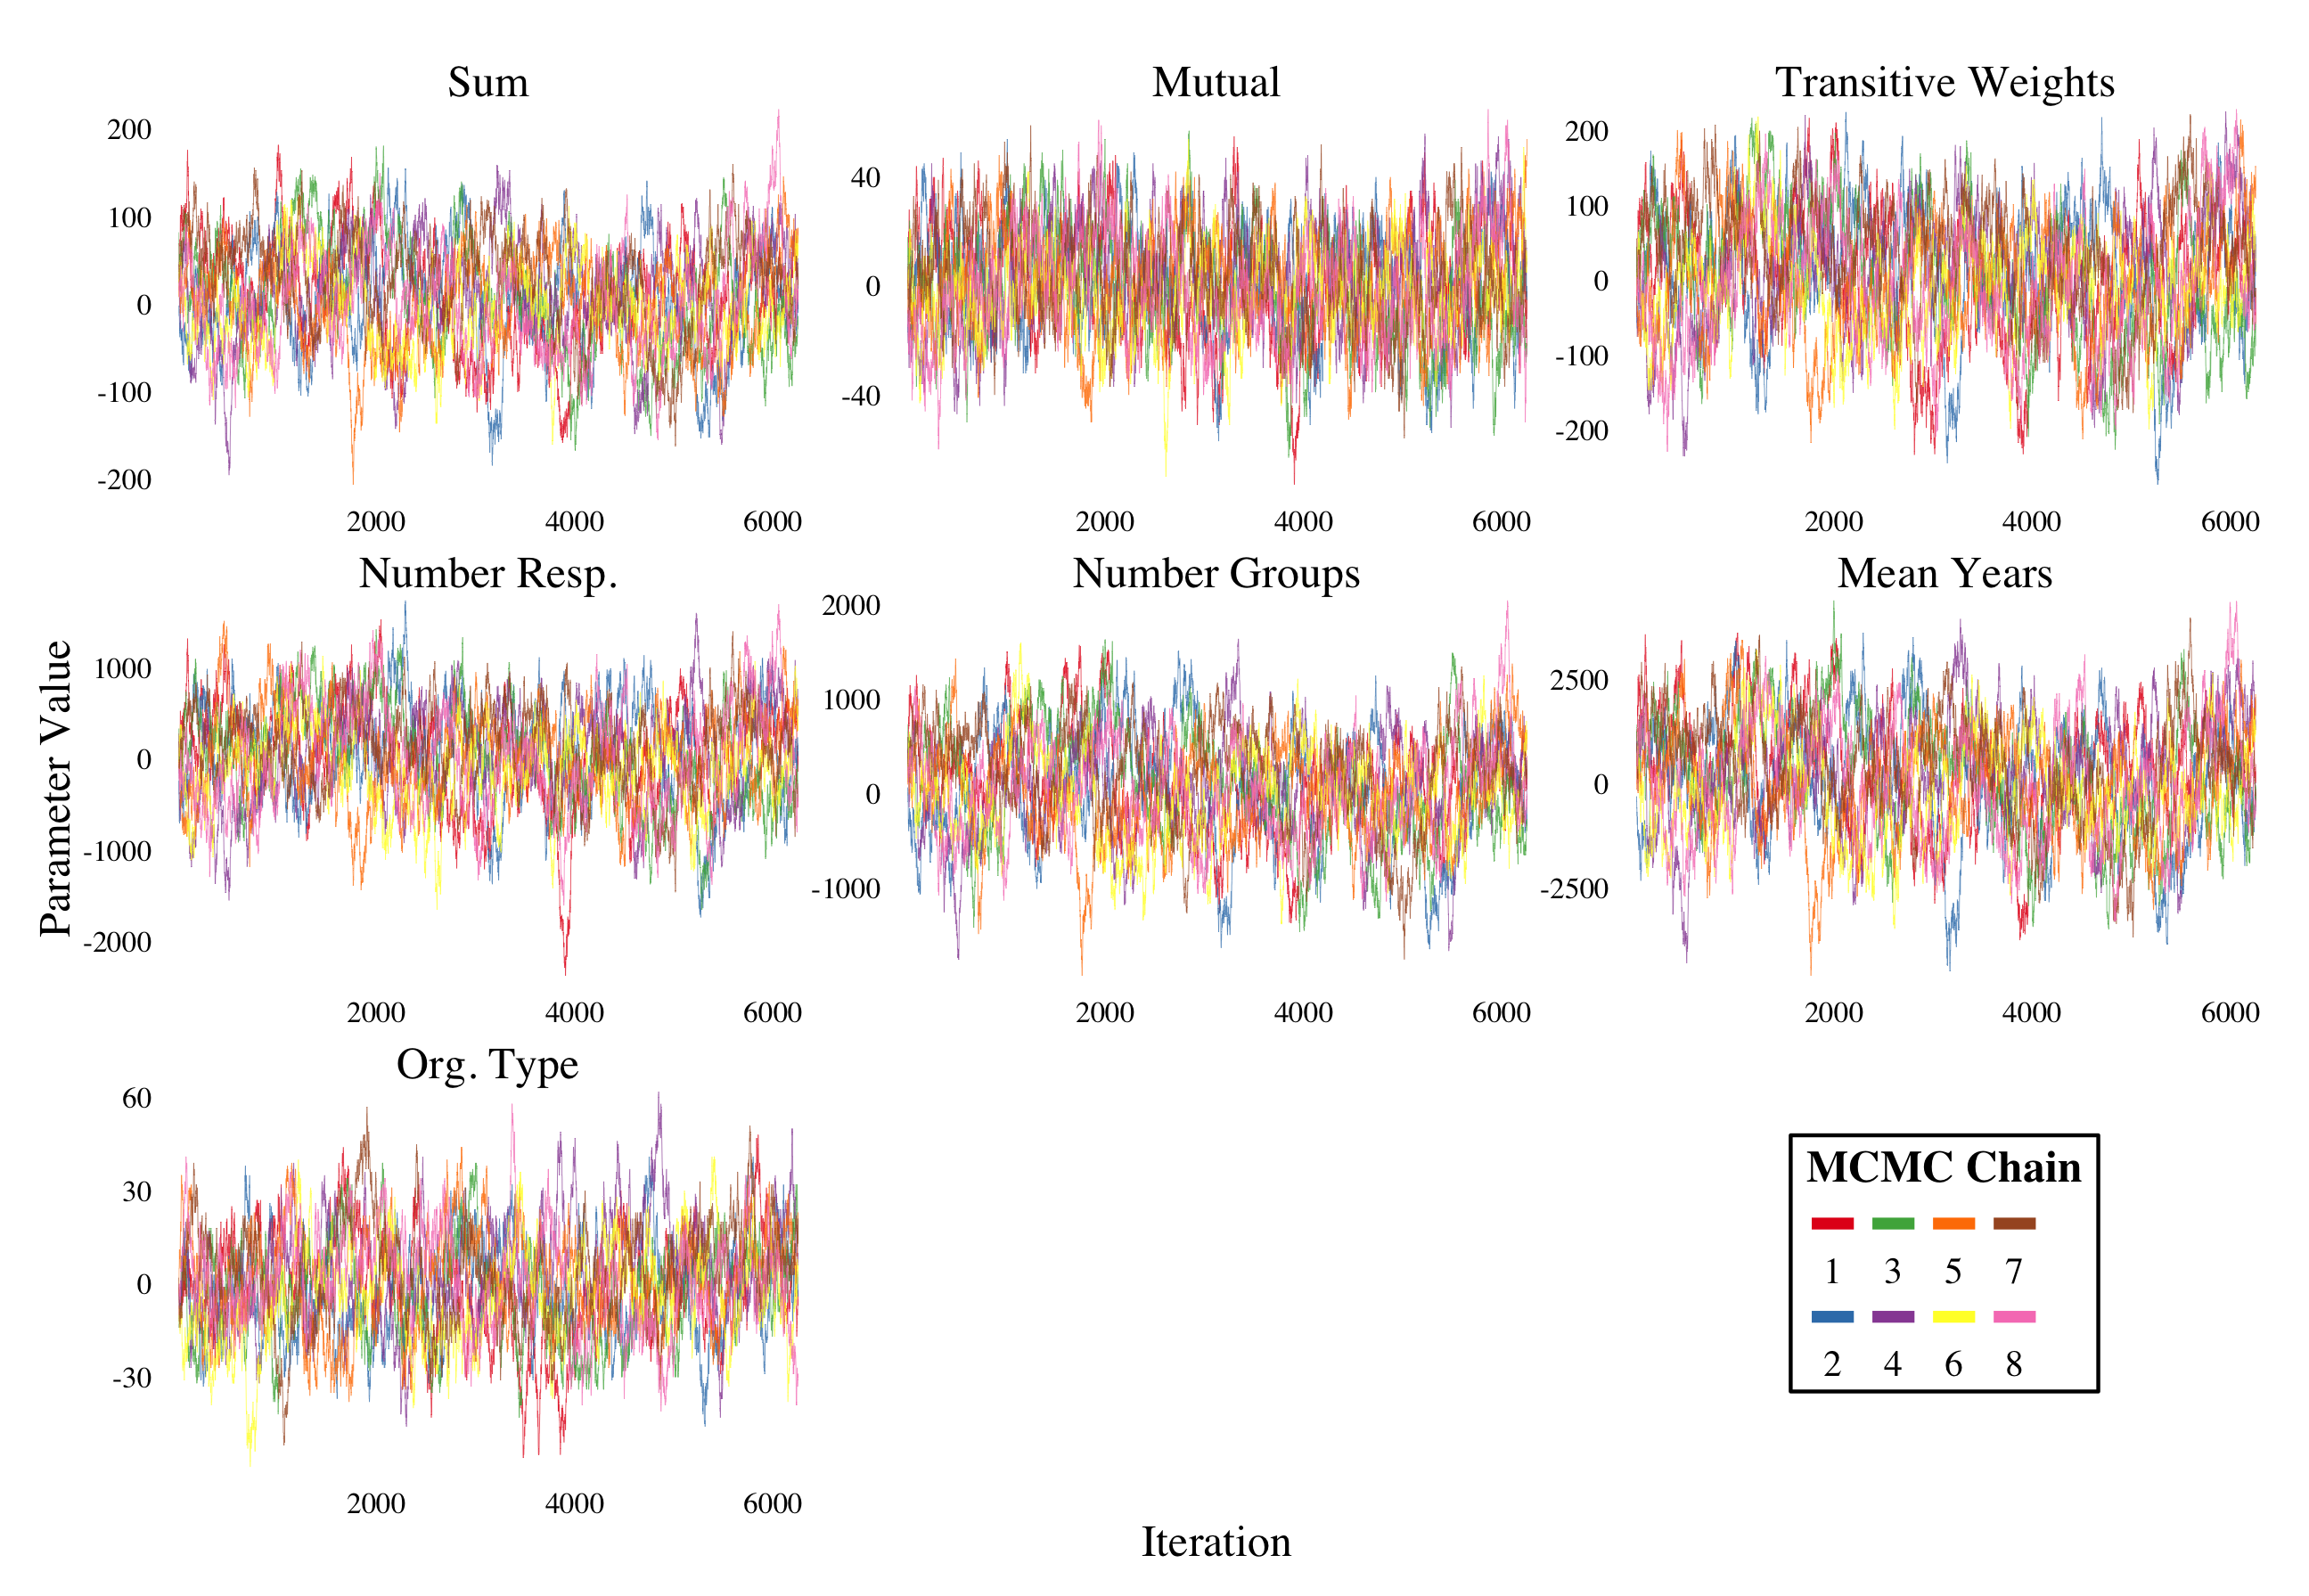 Sum
Mutual
Transitive Weights
200
100
0
-100
-200
40
0
-40
200
100
0
-100
-200
2000 4000 6000
2000 4000 6000
2000 4000 6000
Number Resp.
Number Groups
Mean Years
Parameter Value
1000
0
-1000
-2000
2000
1000
0
-1000
2500
0
-2500
2000 4000 6000
2000 4000 6000
2000 4000 6000
Org. Type
60
30
0
-30
2000 4000 6000
MCMC Chain
1 3 5 7
2 4 6 8
Iteration